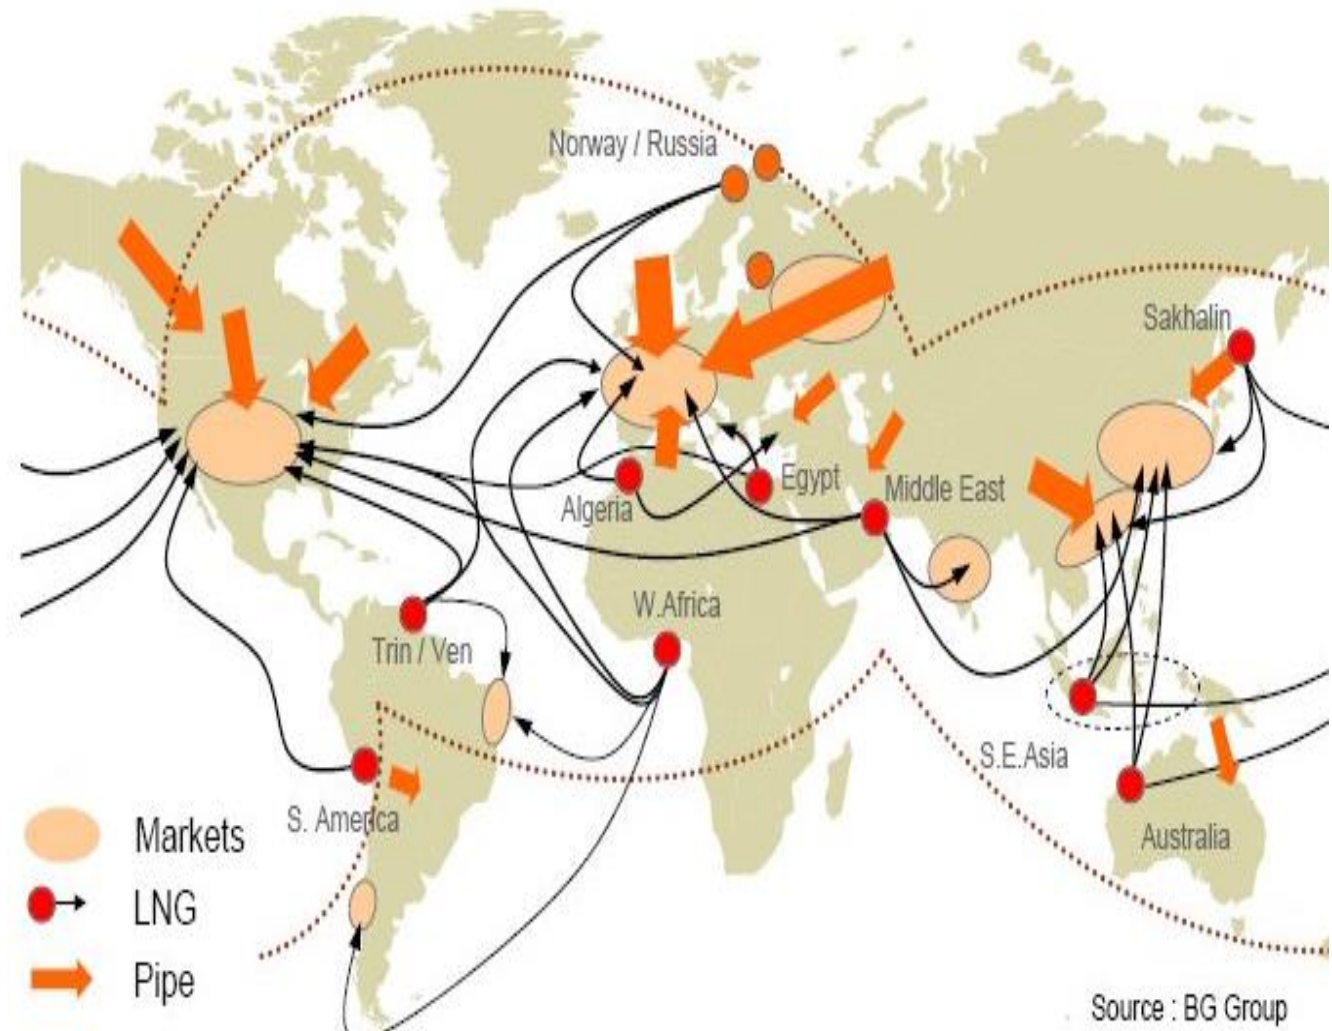 Norway / Russia
Sakhalin
Algeria
Egypt
Middle East
W.Africa
Trin / Ven
S.E.Asia
S. America
Australia
Markets
LNG
Pipe
Source : BG Group